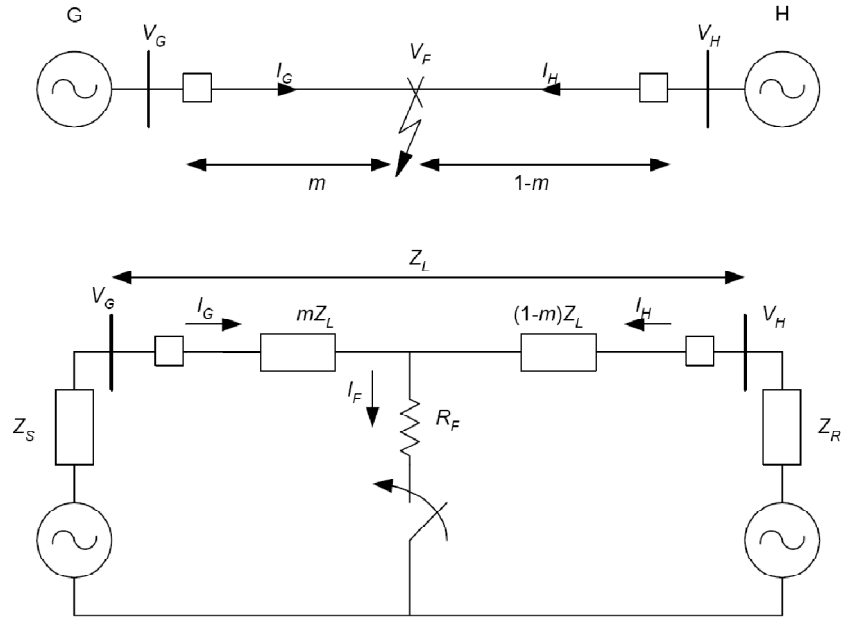 G H
V_G V_F V_H
I_G I_H
m 1-m
Z_L
V_G I_G mZ_L (1-m)Z_L I_H V_H
I_F R_F
Z_S Z_R